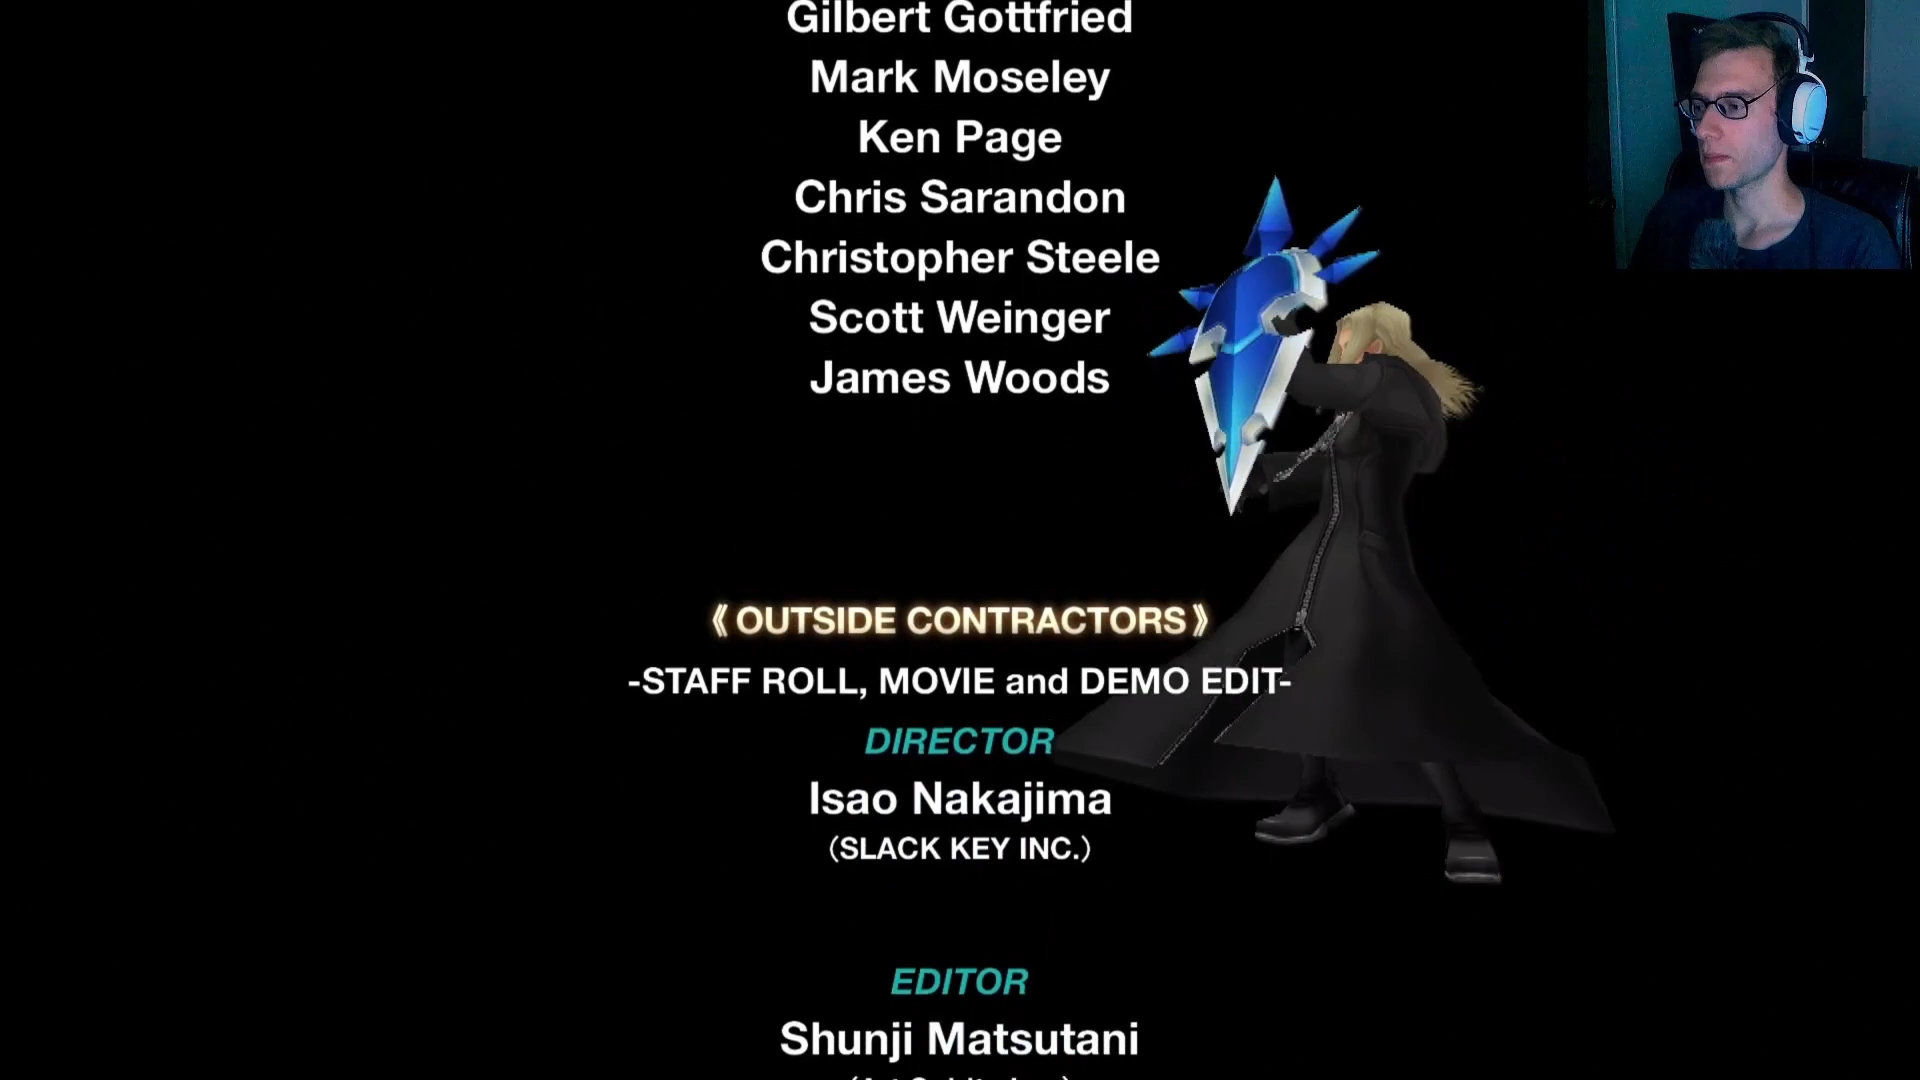 Gilbert Gottfried
Mark Moseley
Ken Page
Chris Sarandon
Christopher Steele
Scott Weinger
James Woods
《OUTSIDE CONTRACTORS》
-STAFF ROLL, MOVIE and DEMO EDIT-
DIRECTOR
Isao Nakajima
(SLACK KEY INC.)
EDITOR
Shunji Matsutani